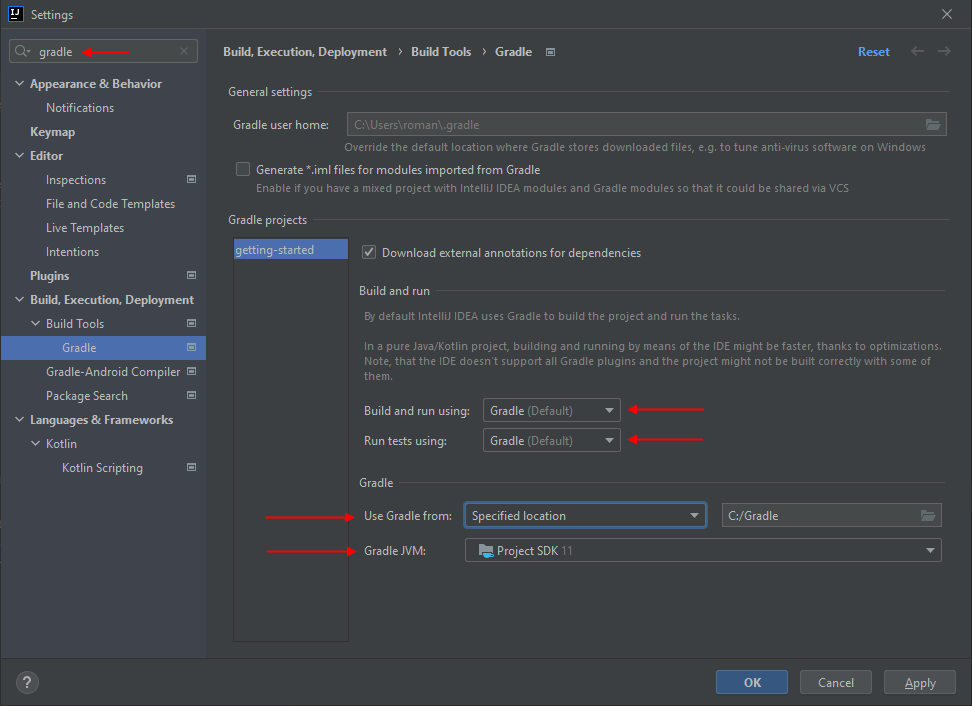 IJ Settings
gradle
Appearance & Behavior
Notifications
Keymap
Editor
Inspections
File and Code Templates
Live Templates
Intentions
Plugins
Build, Execution, Deployment
Build Tools
Gradle
Gradle-Android Compiler
Package Search
Languages & Frameworks
Kotlin
Kotlin Scripting
Build, Execution, Deployment › Build Tools › Gradle
Reset
General settings
Gradle user home: C:\Users\roman\.gradle
Override the default location where Gradle stores downloaded files, e.g. to tune anti-virus software on Windows
Generate *.iml files for modules imported from Gradle
Enable if you have a mixed project with IntelliJ IDEA modules and Gradle modules so that it could be shared via VCS
Gradle projects
getting-started
Download external annotations for dependencies
Build and run
By default IntelliJ IDEA uses Gradle to build the project and run the tasks.
In a pure Java/Kotlin project, building and running by means of the IDE might be faster, thanks to optimizations.
Note, that the IDE doesn't support all Gradle plugins and the project might not be built correctly with some of
them.
Build and run using: Gradle (Default)
Run tests using: Gradle (Default)
Gradle
Use Gradle from: Specified location C:/Gradle
Gradle JVM: Project SDK 11
? OK Cancel Apply